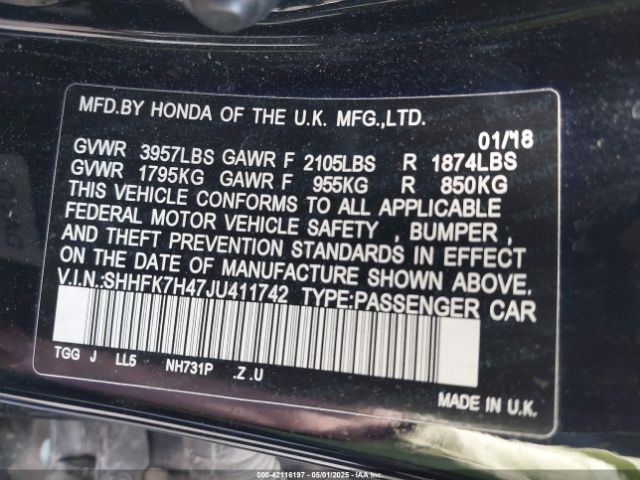 MFD.BY HONDA OF THE U.K. MFG.,LTD.
01/'18
GVWR 3957LBS GAWR F 2105LBS R 1874LBS
GVWR 1795KG GAWR F 955KG R 850KG
THIS VEHICLE CONFORMS TO ALL APPLICABLE
FEDERAL MOTOR VEHICLE SAFETY , BUMPER ,
AND THEFT PREVENTION STANDARDS IN EFFECT
ON THE DATE OF MANUFACTURE SHOWN ABOVE.
V.I.N.:SHHFK7H47JU411742 TYPE:PASSENGER CAR
TGG J LL5 NH731P .Z.U
MADE IN U.K.
000-42116197 - 05/01/2025 - IAAI.COM